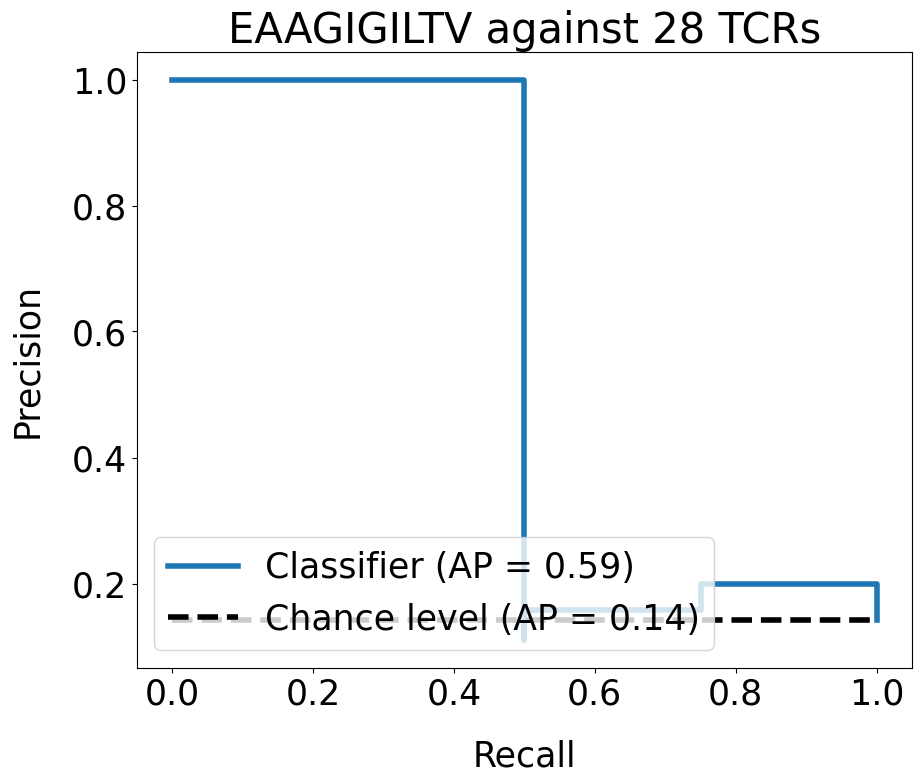 EAAGIGILTV against 28 TCRs
1.0
0.8
0.6
0.4
0.2
Precision
Classifier (AP = 0.59)
Chance level (AP = 0.14)
0.0 0.2 0.4 0.6 0.8 1.0
Recall